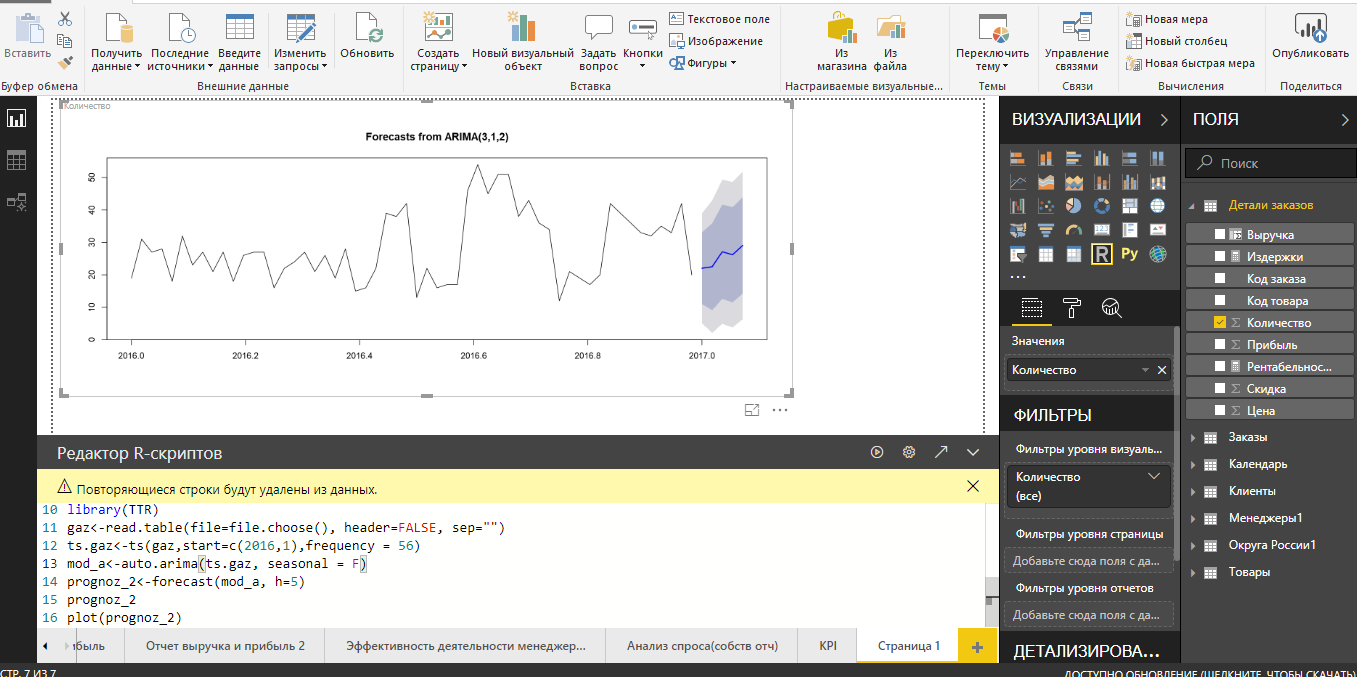 Вставить
Получить данные
Последние источники
Введите данные
Изменить запросы
Обновить
Создать страницу
Новый визуальный объект
Задать вопрос
Кнопки
Текстовое поле
Изображение
Фигуры
Из магазина
Из файла
Переключить тему
Управление связями
Новая мера
Новый столбец
Новая быстрая мера
Опубликовать
Буфер обмена
Внешние данные
Вставка
Настраиваемые визуальные...
Темы
Связи
Вычисления
Поделиться
Количество
Forecasts from ARIMA(3,1,2)
50
40
30
20
10
0
2016.0 2016.2 2016.4 2016.6 2016.8 2017.0
Редактор R-скриптов
Повторяющиеся строки будут удалены из данных.
10 library(TTR)
11 gaz<-read.table(file=file.choose(), header=FALSE, sep="")
12 ts.gaz<-ts(gaz,start=c(2016,1),frequency = 56)
13 mod_a<-auto.arima(ts.gaz, seasonal = F)
14 prognoz_2<-forecast(mod_a, h=5)
15 prognoz_2
16 plot(prognoz_2)
Отчет выручка и прибыль 2
Эффективность деятельности менеджер...
Анализ спроса(собств отч)
KPI
Страница 1
СТР. 7 ИЗ 7
ВИЗУАЛИЗАЦИИ
R
Py
Значения
Количество
ФИЛЬТРЫ
Фильтры уровня визуаль...
Количество
(все)
Фильтры уровня страницы
Добавьте сюда поля с да...
Фильтры уровня отчетов
Добавьте сюда поля с да...
ДЕТАЛИЗИРОВА...
ПОЛЯ
Поиск
Детали заказов
Выручка
Издержки
Код заказа
Код товара
Количество
Прибыль
Рентабельнос...
Скидка
Цена
Заказы
Календарь
Клиенты
Менеджеры1
Округа России1
Товары
ДОСТУПНО ОБНОВЛЕНИЕ (ЩЕЛКНИТЕ, ЧТОБЫ СКАЧАТЬ)